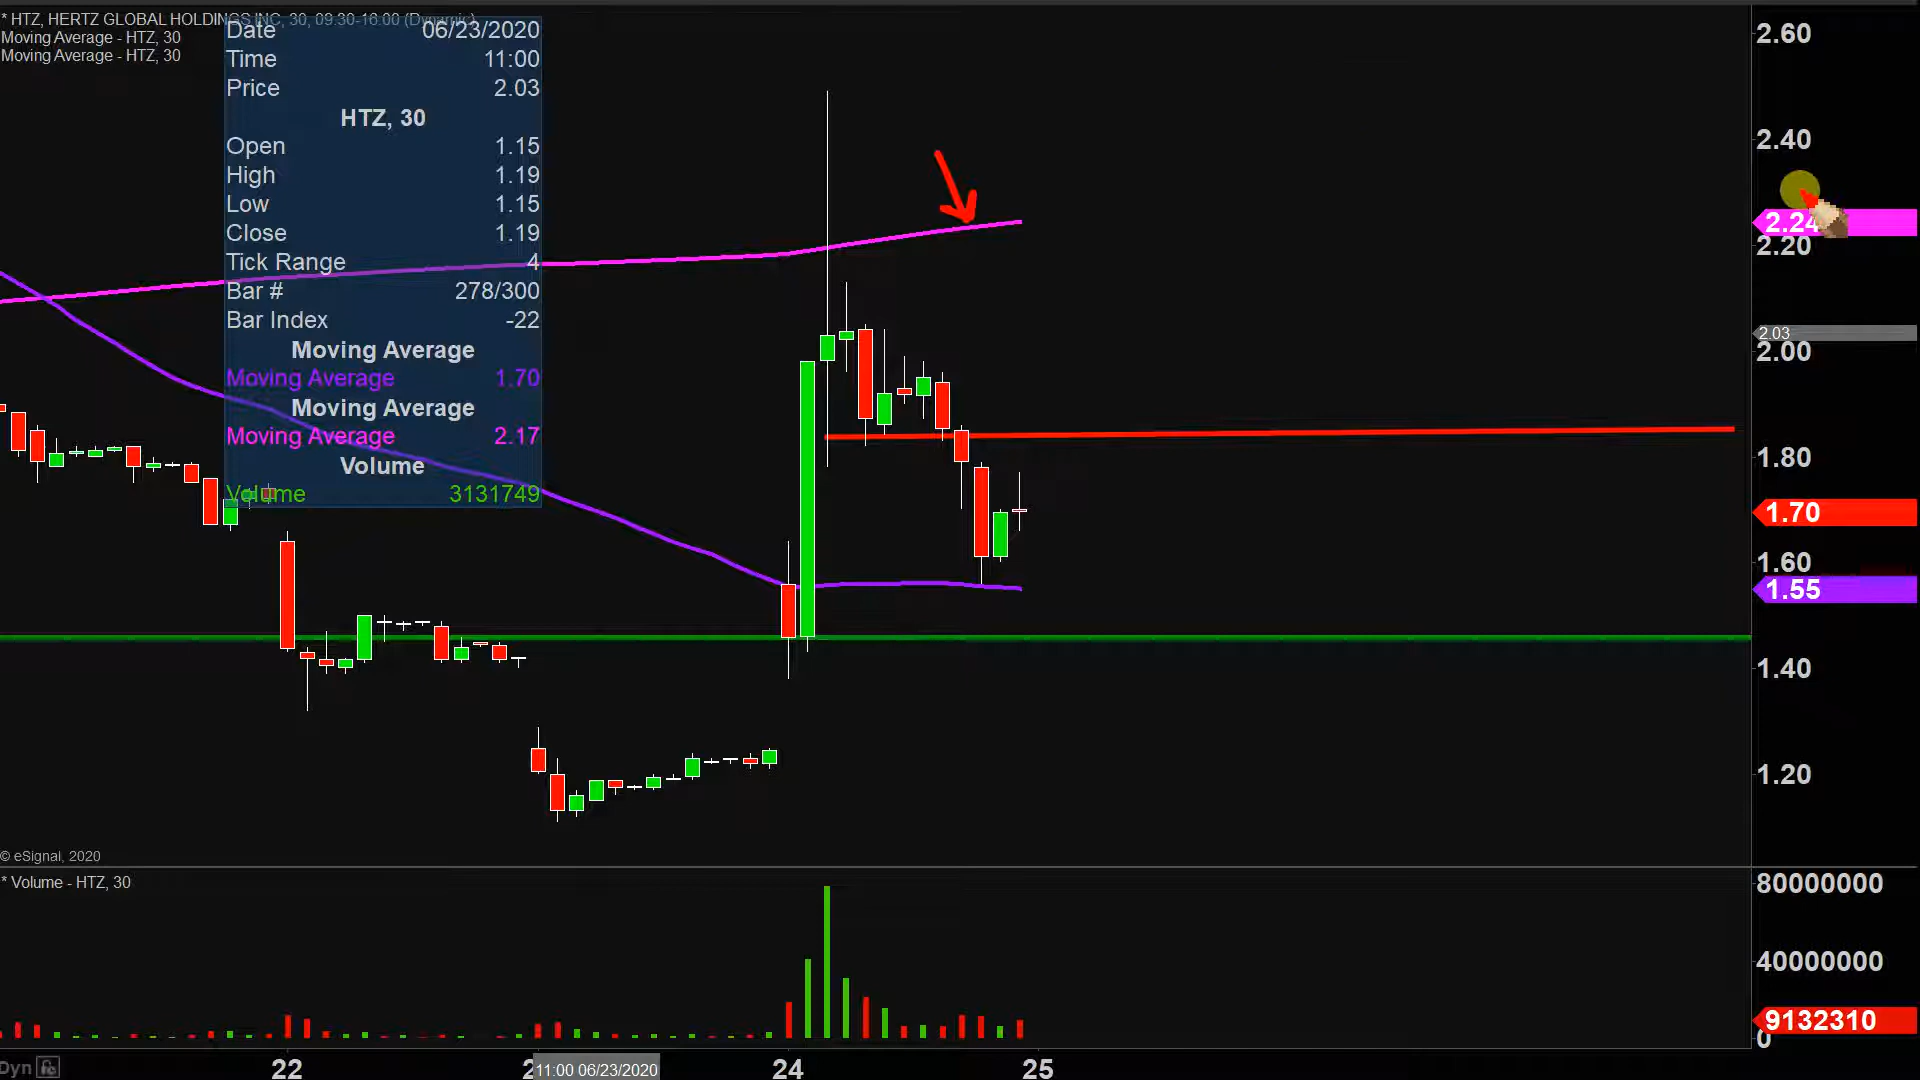 * HTZ, HERTZ GLOBAL HOLDINGS INC, 30, 09:30-16:00 (Dynamic)
Moving Average - HTZ, 30
Moving Average - HTZ, 30
Date 06/23/2020
Time 11:00
Price 2.03
HTZ, 30
Open 1.15
High 1.19
Low 1.15
Close 1.19
Tick Range 4
Bar # 278/300
Bar Index -22
Moving Average
Moving Average 1.70
Moving Average
Moving Average 2.17
Volume
Volume 3131749
2.60
2.40
2.24
2.20
2.03
2.00
1.80
1.70
1.60
1.55
1.40
1.20
© eSignal, 2020
* Volume - HTZ, 30
80000000
40000000
9132310
0
Dyn
22
11:00 06/23/2020
24
25